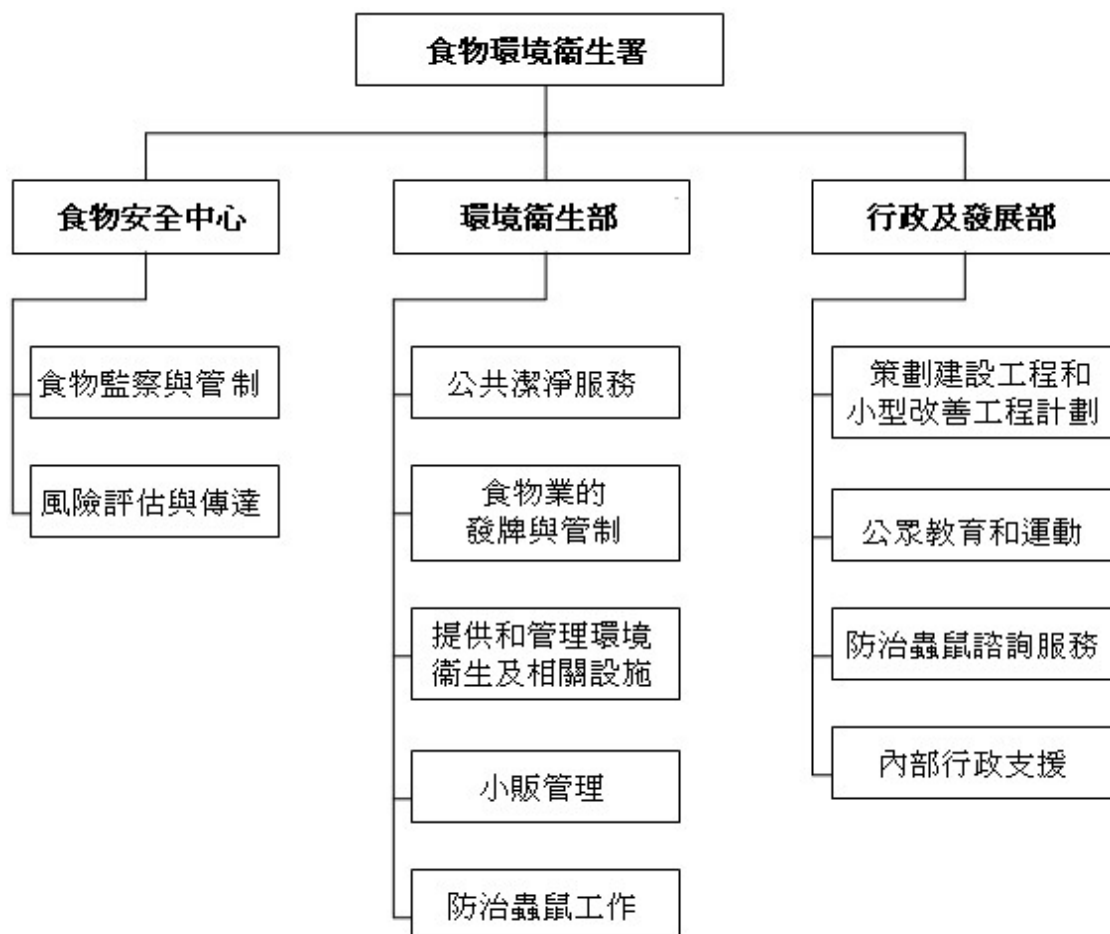 食物環境衞生署
食物安全中心
食物監察與管制
風險評估與傳達
環境衞生部
公共潔淨服務
食物業的
發牌與管制
提供和管理環境
衞生及相關設施
小販管理
防治蟲鼠工作
行政及發展部
策劃建設工程和
小型改善工程計劃
公眾教育和運動
防治蟲鼠諮詢服務
內部行政支援